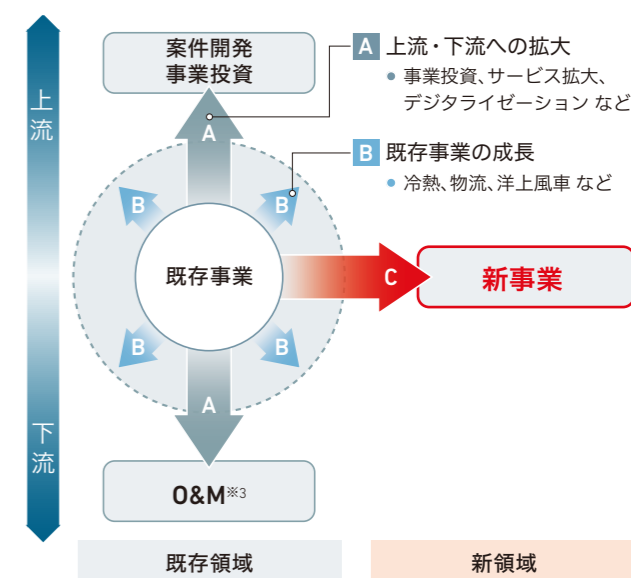 上流
下流
案件開発
事業投資
A 上流・下流への拡大
• 事業投資、サービス拡大、
デジタライゼーション など
B 既存事業の成長
• 冷熱、物流、洋上風車 など
A
B
B
既存事業
C
新事業
B
B
A
O&M※3
既存領域
新領域